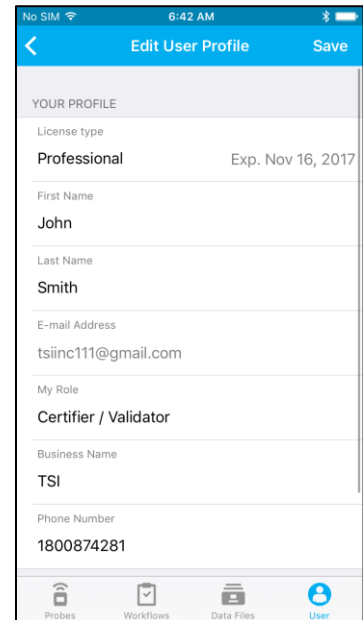 No SIM 6:42 AM
Edit User Profile Save
YOUR PROFILE
License type
Professional Exp. Nov 16, 2017
First Name
John
Last Name
Smith
E-mail Address
tsiinc111@gmail.com
My Role
Certifier / Validator
Business Name
TSI
Phone Number
1800874281
Probes Workflows Data Files User